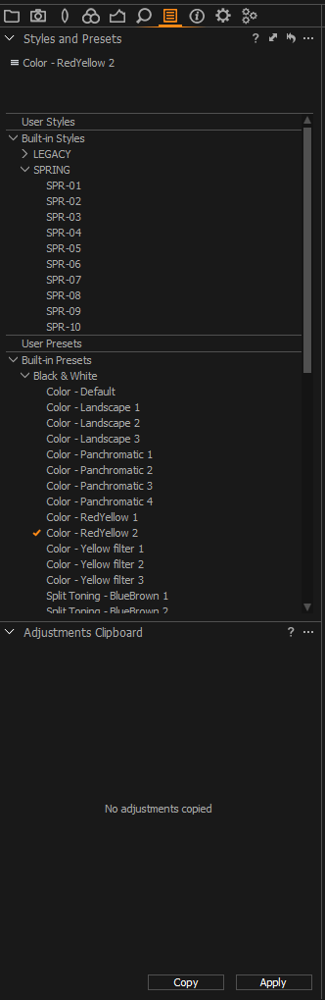 Styles and Presets
?
Color - RedYellow 2
User Styles
Built-in Styles
LEGACY
SPRING
SPR-01
SPR-02
SPR-03
SPR-04
SPR-05
SPR-06
SPR-07
SPR-08
SPR-09
SPR-10
User Presets
Built-in Presets
Black & White
Color - Default
Color - Landscape 1
Color - Landscape 2
Color - Landscape 3
Color - Panchromatic 1
Color - Panchromatic 2
Color - Panchromatic 3
Color - Panchromatic 4
Color - RedYellow 1
Color - RedYellow 2
Color - Yellow filter 1
Color - Yellow filter 2
Color - Yellow filter 3
Split Toning - BlueBrown 1
Split Toning - BlueBrown 2
Adjustments Clipboard
?
No adjustments copied
Copy Apply